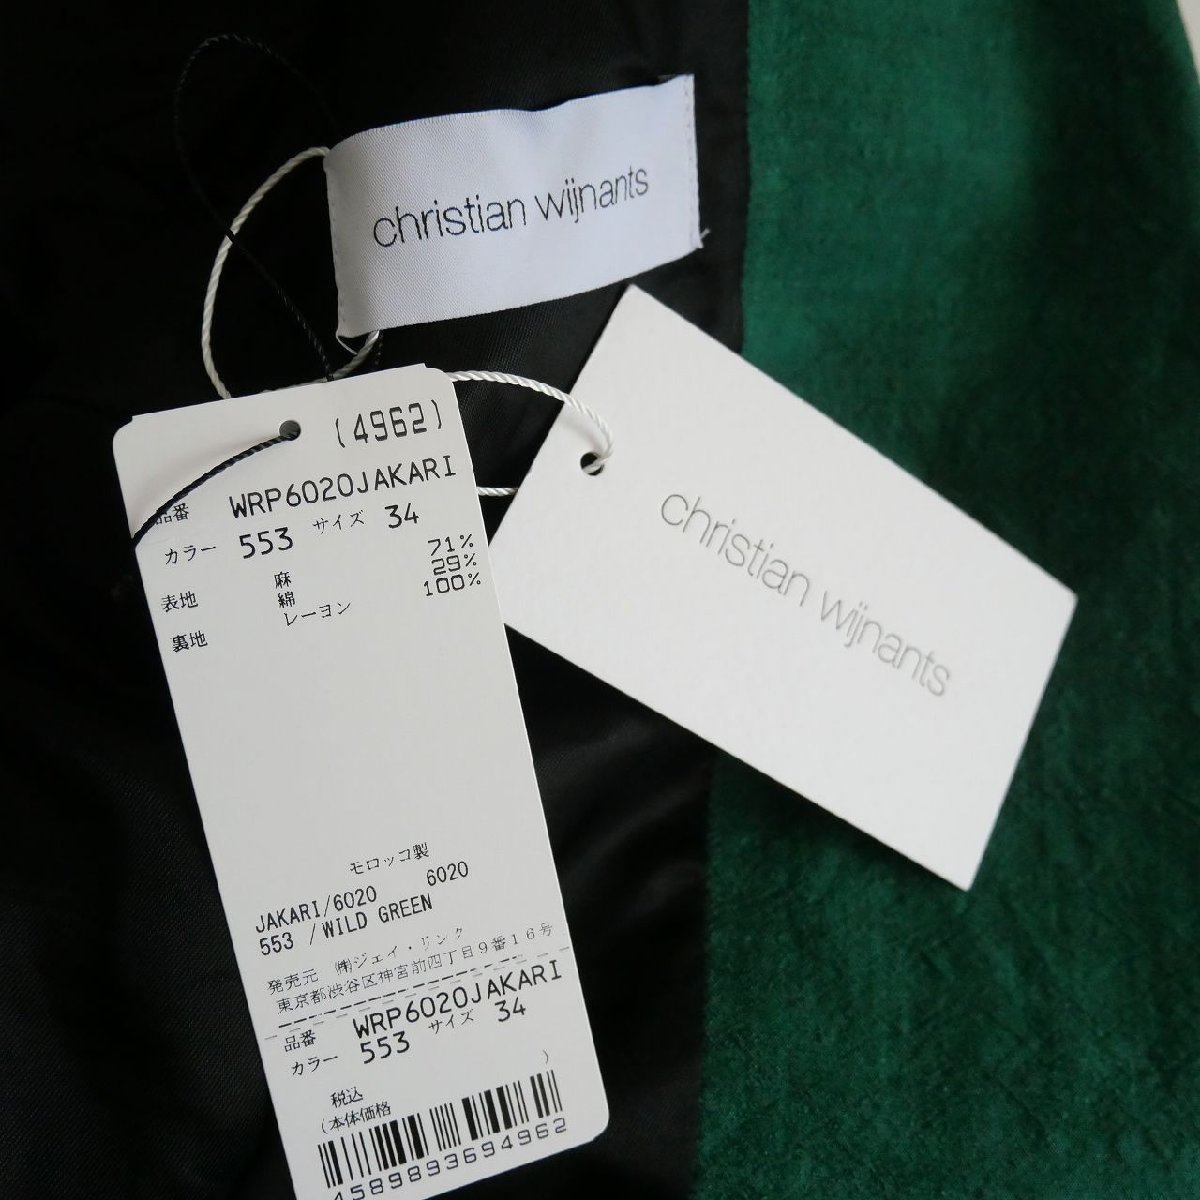 christian wijnants
christian wijnants
(4962)
品番 WRP6020JAKARI
カラー 553 サイズ 34
表地 麻 71%
綿 29%
裏地 レーヨン 100%
モロッコ製
JAKARI/6020 6020
553 /WILD GREEN
発売元 ㈱ジェイ・リンク
東京都渋谷区神宮前四丁目9番16号
品番 WRP6020JAKARI
カラー 553 サイズ 34
税込
(本体価格 )
4589893694962